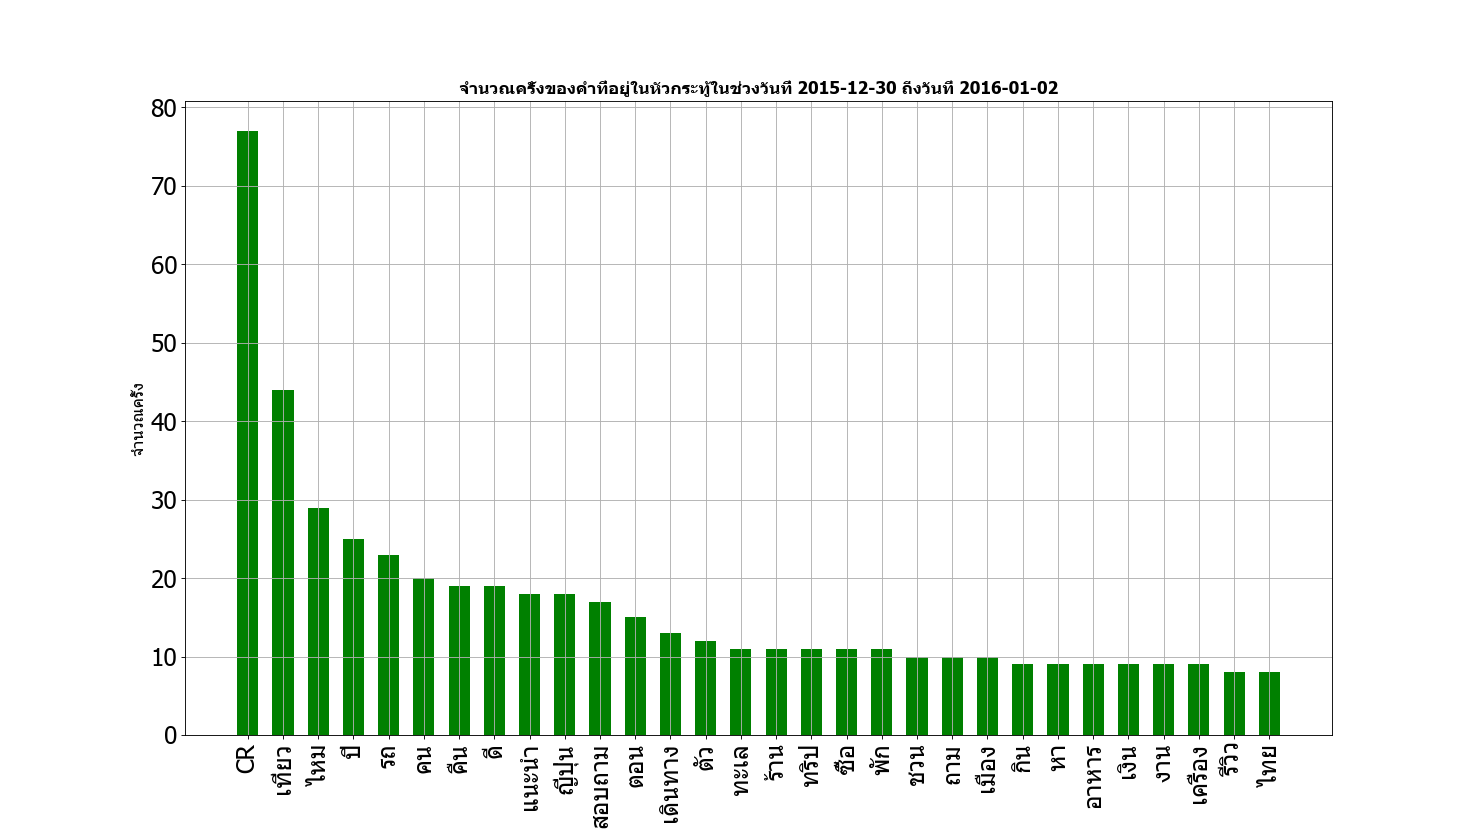 จำนวณครั้งของคำที่อยู่ในหัวกระทู้ในช่วงวันที่ 2015-12-30 ถึงวันที่ 2016-01-02
จำนวณครั้ง
80
70
60
50
40
30
20
10
0
CR
เที่ยว
ไหม
ปี
รถ
คน
คืน
ดี
แนะนำ
ญี่ปุ่น
สอบถาม
ตอน
เดินทาง
ตั๋ว
ทะเล
ร้าน
ทริป
ซื้อ
พัก
ชวน
ถาม
เมือง
กิน
หา
อาหาร
เงิน
งาน
เครื่อง
รีวิว
ไทย